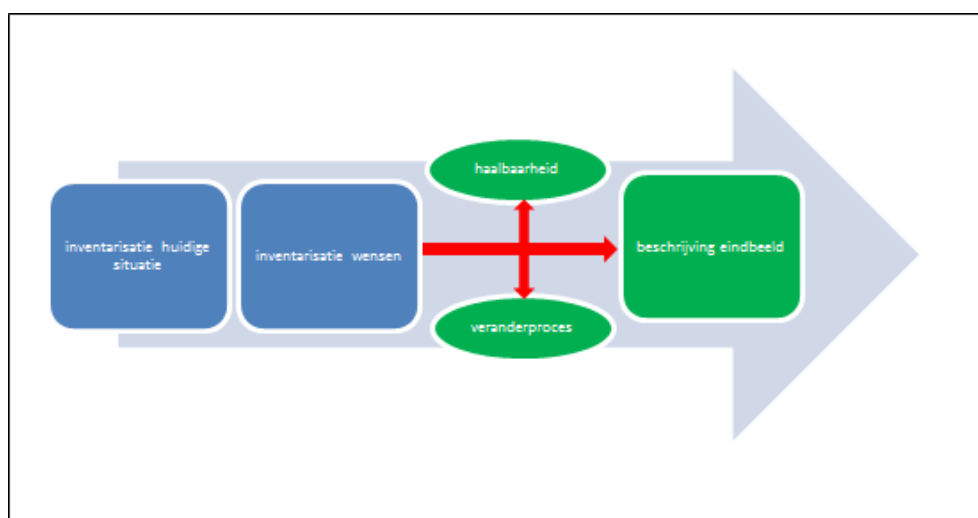 inventarisatie huidige
situatie
inventarisatie wensen
haalbaarheid
veranderproces
beschrijving eindbeeld